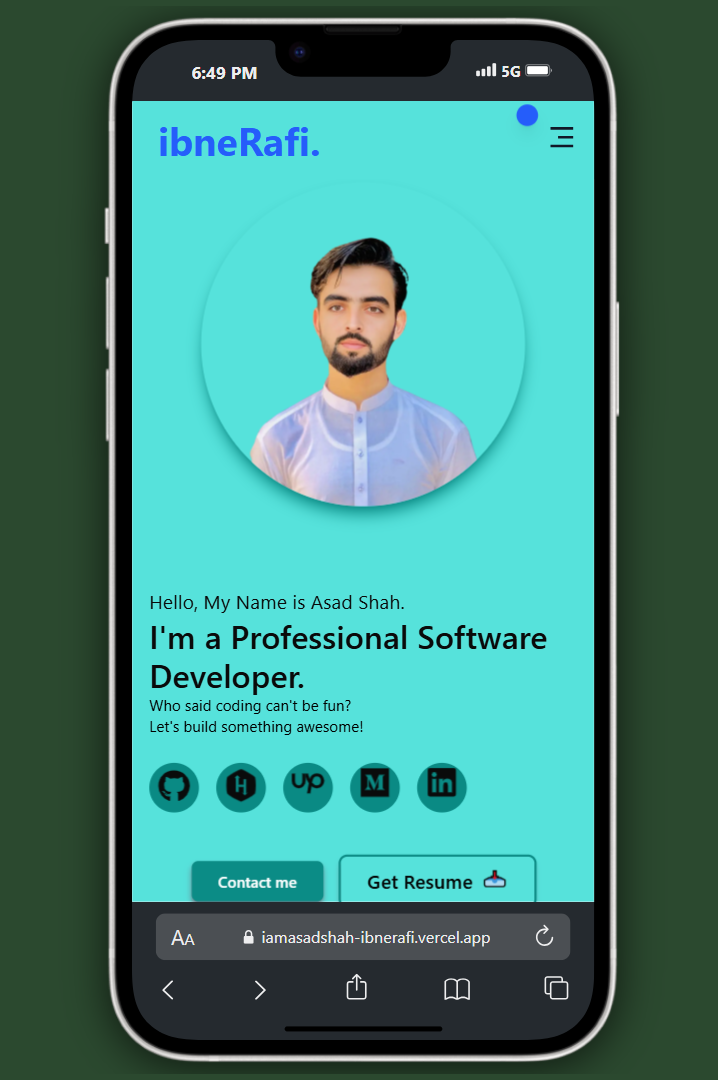 6:49 PM
5G
ibneRafi.
Hello, My Name is Asad Shah.
I'm a Professional Software
Developer.
Who said coding can't be fun?
Let's build something awesome!
H up M in
Contact me
Get Resume
AA
iamasadshah-ibnerafi.vercel.app